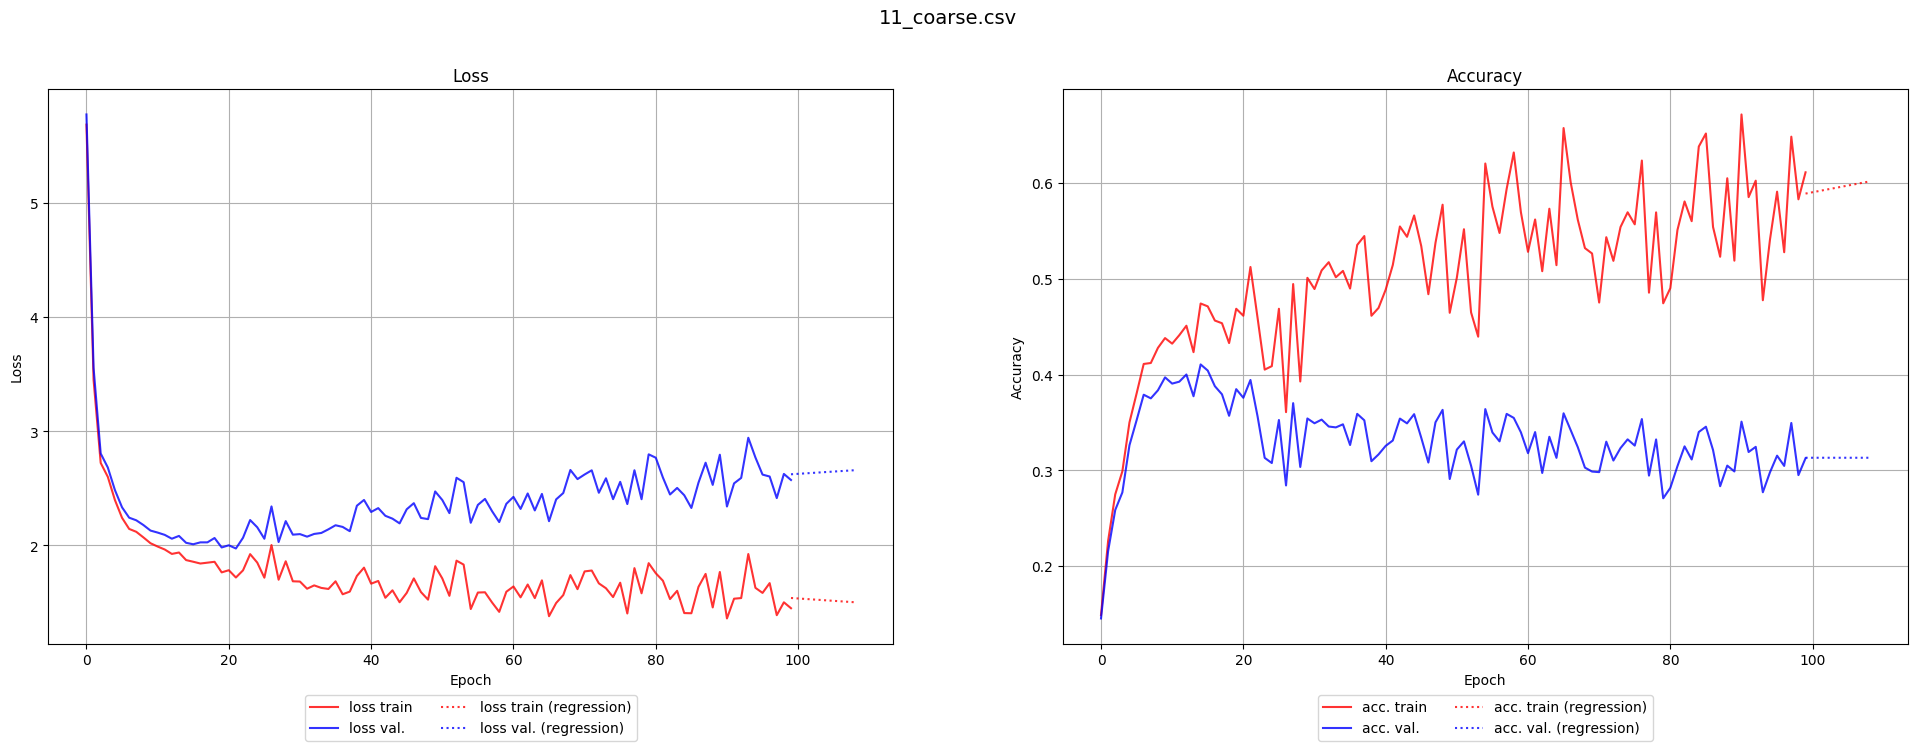 11_coarse.csv
Loss
5
4
3
2
Loss
0 20 40 60 80 100
Epoch
loss train
loss val.
loss train (regression)
loss val. (regression)
Accuracy
0.6
0.5
0.4
0.3
0.2
Accuracy
0 20 40 60 80 100
Epoch
acc. train
acc. val.
acc. train (regression)
acc. val. (regression)